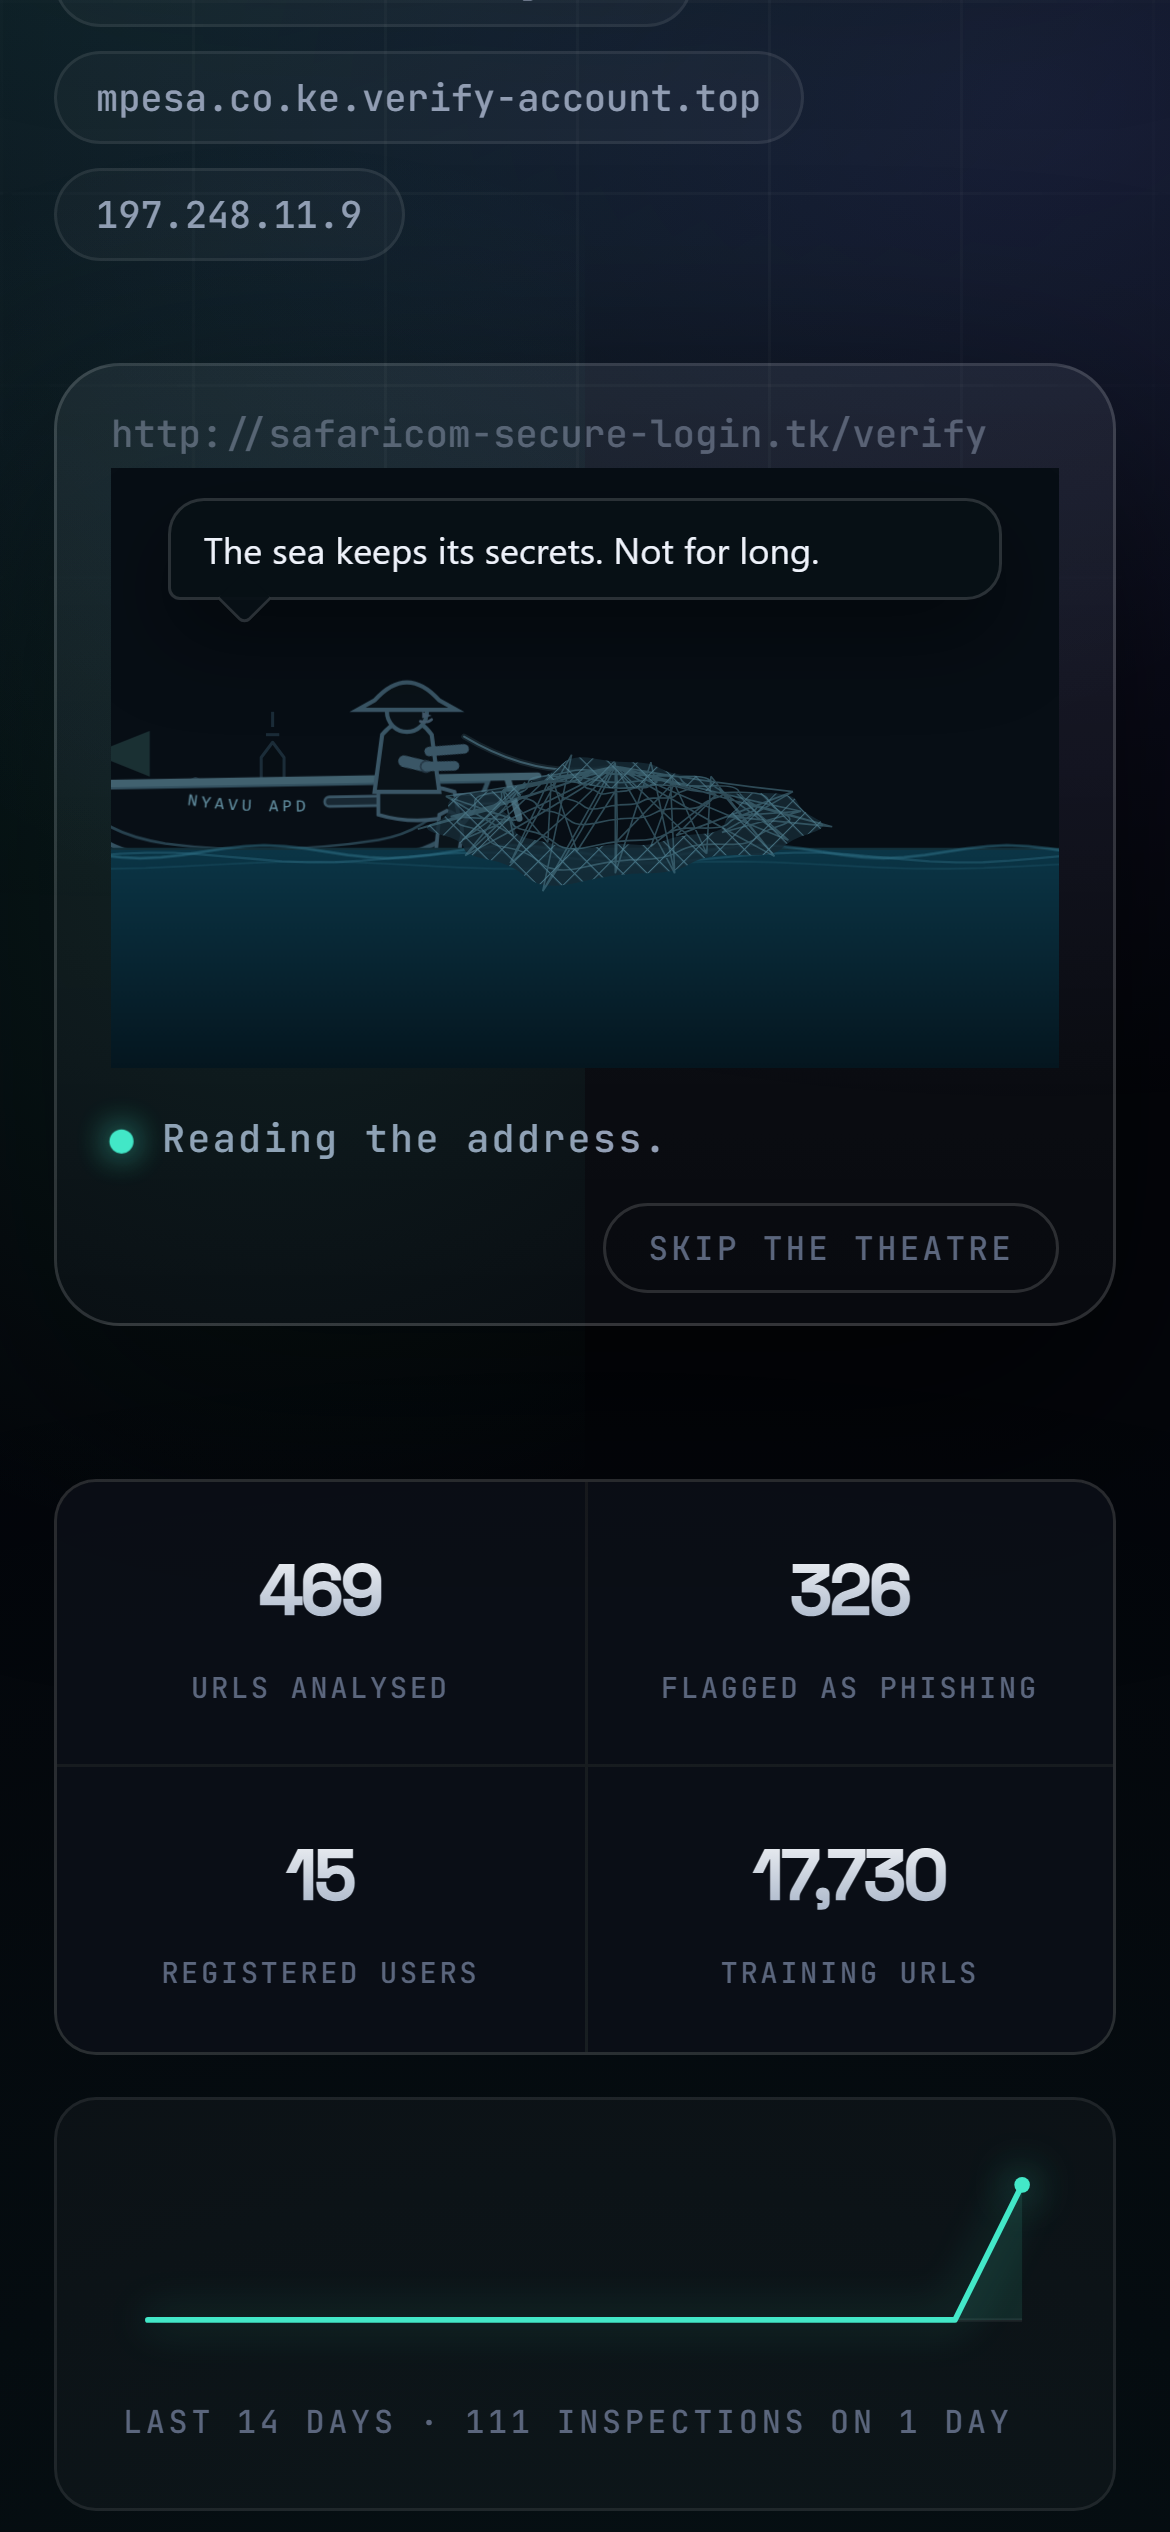 mpesa.co.ke.verify-account.top
197.248.11.9
http://safaricom-secure-login.tk/verify
The sea keeps its secrets. Not for long.
NYAVU APD
Reading the address.
SKIP THE THEATRE
469
326
URLS ANALYSED
FLAGGED AS PHISHING
15
17,730
REGISTERED USERS
TRAINING URLS
LAST 14 DAYS · 111 INSPECTIONS ON 1 DAY